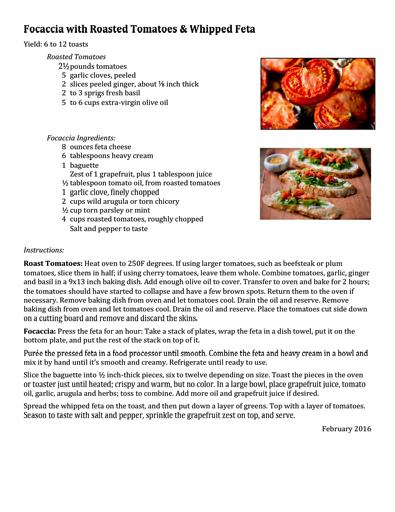 Focaccia with Roasted Tomatoes & Whipped Feta
Yield: 6 to 12 toasts
Roasted Tomatoes
2½ pounds tomatoes
5 garlic cloves, peeled
2 slices peeled ginger, about ⅛ inch thick
2 to 3 sprigs fresh basil
5 to 6 cups extra-virgin olive oil
Focaccia Ingredients:
8 ounces feta cheese
6 tablespoons heavy cream
1 baguette
Zest of 1 grapefruit, plus 1 tablespoon juice
½ tablespoon tomato oil, from roasted tomatoes
1 garlic clove, finely chopped
2 cups wild arugula or torn chicory
½ cup torn parsley or mint
4 cups roasted tomatoes, roughly chopped
Salt and pepper to taste
Instructions:
Roast Tomatoes: Heat oven to 250F degrees. If using larger tomatoes, such as beefsteak or plum
tomatoes, slice them in half; if using cherry tomatoes, leave them whole. Combine tomatoes, garlic, ginger
and basil in a 9x13 inch baking dish. Add enough olive oil to cover. Transfer to oven and bake for 2 hours;
the tomatoes should have started to collapse and have a few brown spots. Return them to the oven if
necessary. Remove baking dish from oven and let tomatoes cool. Drain the oil and reserve. Remove
baking dish from oven and let tomatoes cool. Drain the oil and reserve. Place the tomatoes cut side down
on a cutting board and remove and discard the skins.
Focaccia: Press the feta for an hour: Take a stack of plates, wrap the feta in a dish towel, put it on the
bottom plate, and put the rest of the stack on top of it.
Purée the pressed feta in a food processor until smooth. Combine the feta and heavy cream in a bowl and
mix it by hand until it's smooth and creamy. Refrigerate until ready to use.
Slice the baguette into ½ inch-thick pieces, six to twelve depending on size. Toast the pieces in the oven
or toaster just until heated; crispy and warm, but no color. In a large bowl, place grapefruit juice, tomato
oil, garlic, arugula and herbs; toss to combine. Add more oil and grapefruit juice if desired.
Spread the whipped feta on the toast, and then put down a layer of greens. Top with a layer of tomatoes.
Season to taste with salt and pepper, sprinkle the grapefruit zest on top, and serve.
February 2016